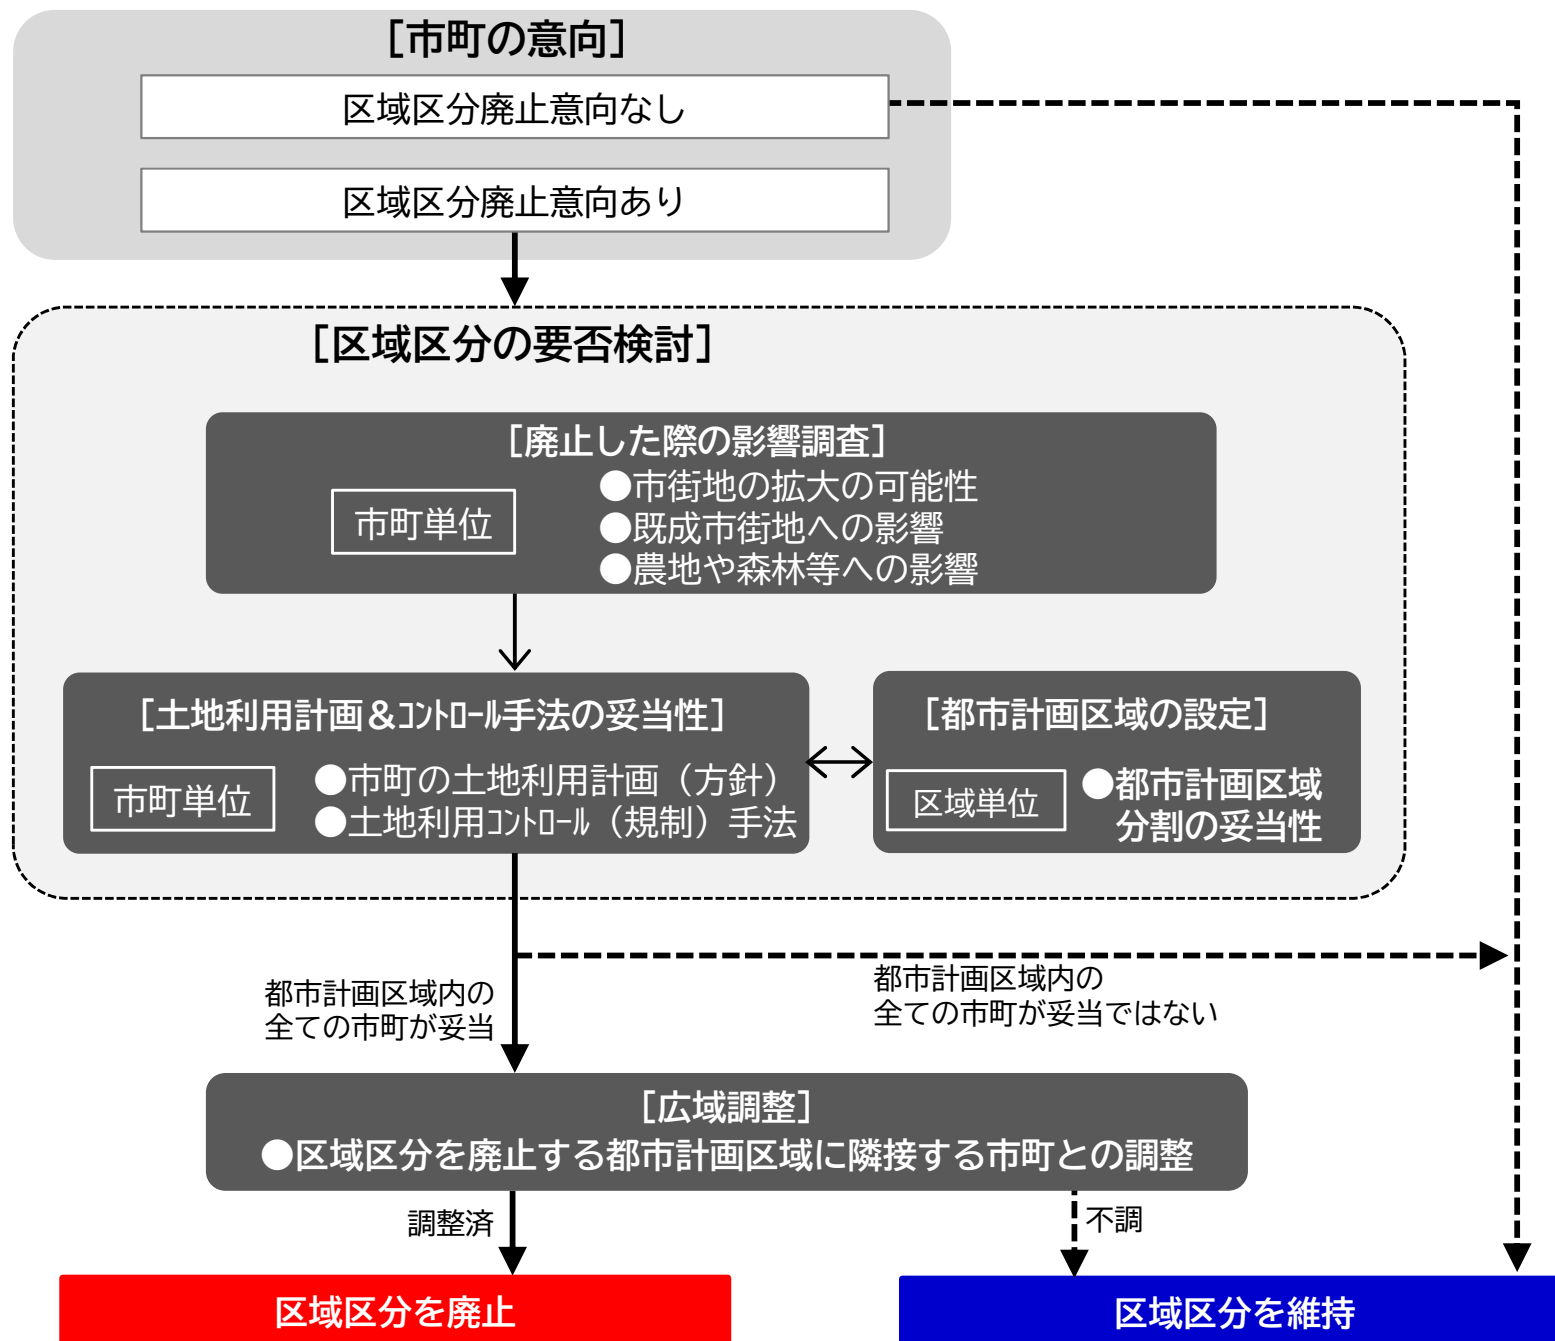 ［市町の意向］
区域区分廃止意向なし
区域区分廃止意向あり
［区域区分の要否検討］
［廃止した際の影響調査］
市町単位
●市街地の拡大の可能性
●既成市街地への影響
●農地や森林等への影響
［土地利用計画＆ｺﾝﾄﾛｰﾙ手法の妥当性］
市町単位
●市町の土地利用計画（方針）
●土地利用ｺﾝﾄﾛｰﾙ（規制）手法
［都市計画区域の設定］
区域単位
●都市計画区域
分割の妥当性
都市計画区域内の
全ての市町が妥当
都市計画区域内の
全ての市町が妥当ではない
［広域調整］
●区域区分を廃止する都市計画区域に隣接する市町との調整
調整済
不調
区域区分を廃止
区域区分を維持